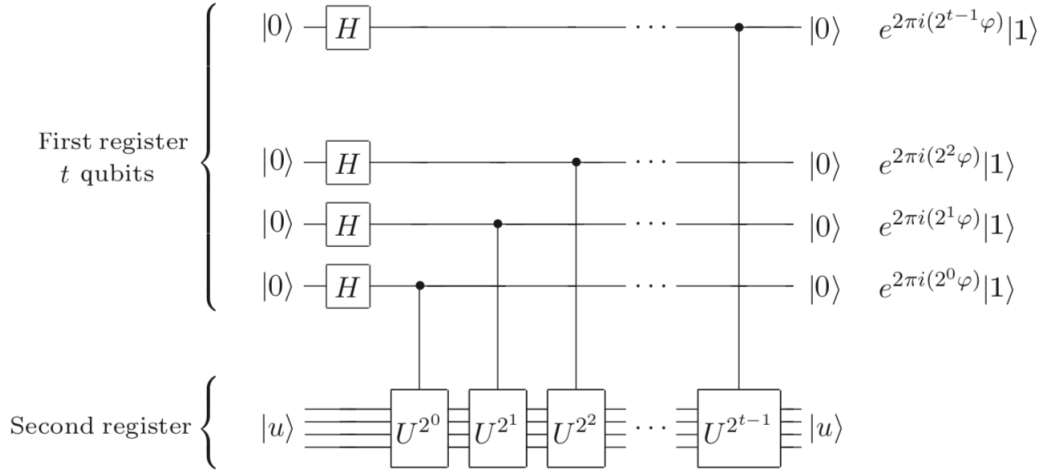 |0⟩ H ··· |0⟩ e^{2πi(2^{t−1}φ)}|1⟩
First register
t qubits
|0⟩ H ··· |0⟩ e^{2πi(2^2φ)}|1⟩
|0⟩ H ··· |0⟩ e^{2πi(2^1φ)}|1⟩
|0⟩ H ··· |0⟩ e^{2πi(2^0φ)}|1⟩
Second register |u⟩ U^{2^0} U^{2^1} U^{2^2} ··· U^{2^{t−1}} |u⟩